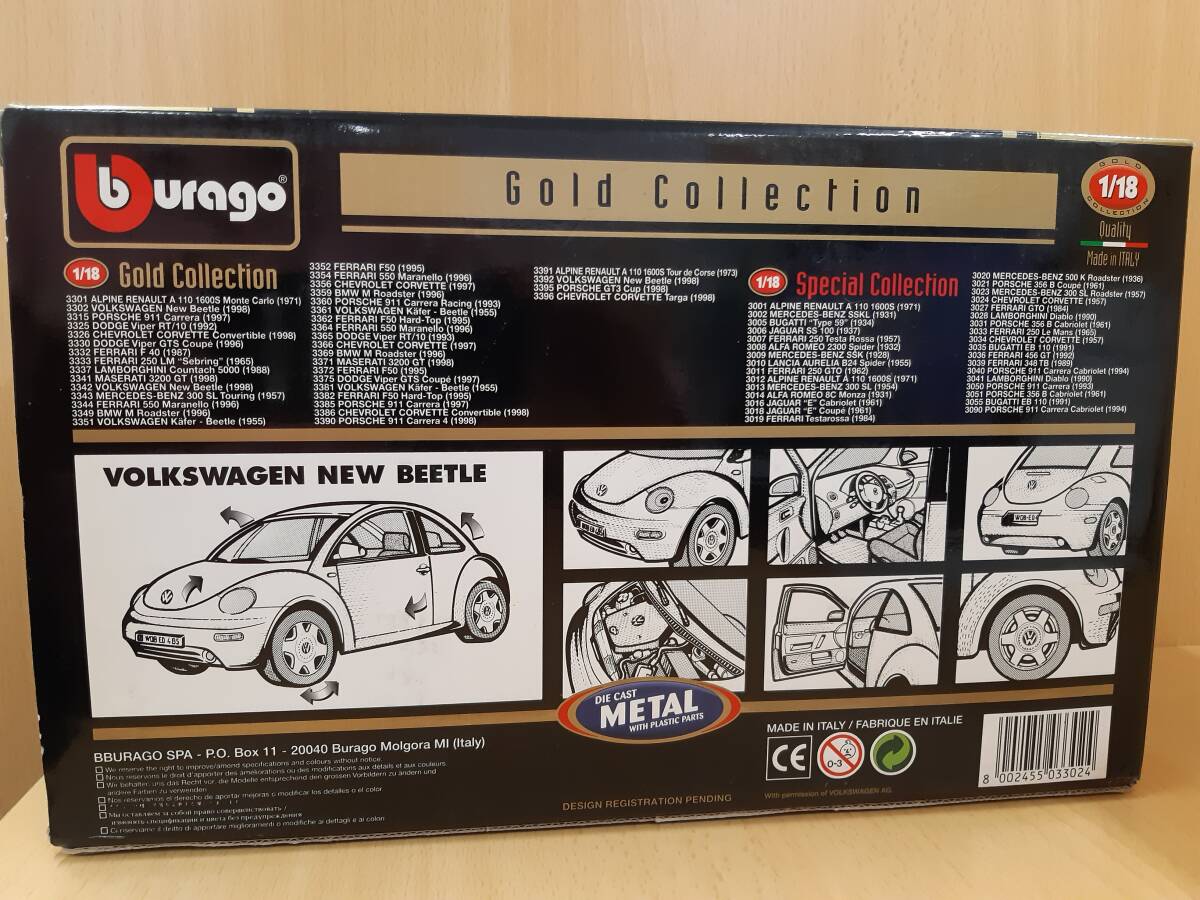 burago®
Gold Collection
GOLD
1/18
COLLECTION
Quality
Made in ITALY
1/18 Gold Collection
3301 ALPINE RENAULT A 110 1600S Monte Carlo (1971)
3302 VOLKSWAGEN New Beetle (1998)
3315 PORSCHE 911 Carrera (1997)
3325 DODGE Viper RT/10 (1992)
3326 CHEVROLET CORVETTE Convertible (1998)
3330 DODGE Viper GTS Coupé (1996)
3332 FERRARI F 40 (1987)
3333 FERRARI 250 LM "Sebring" (1965)
3337 LAMBORGHINI Countach 5000 (1988)
3341 MASERATI 3200 GT (1998)
3342 VOLKSWAGEN New Beetle (1998)
3343 MERCEDES-BENZ 300 SL Touring (1957)
3344 FERRARI 550 Maranello (1996)
3349 BMW M Roadster (1996)
3351 VOLKSWAGEN Käfer - Beetle (1955)
3352 FERRARI F50 (1995)
3354 FERRARI 550 Maranello (1996)
3356 CHEVROLET CORVETTE (1997)
3359 BMW M Roadster (1996)
3360 PORSCHE 911 Carrera Racing (1993)
3361 VOLKSWAGEN Käfer - Beetle (1955)
3362 FERRARI F50 Hard-Top (1995)
3364 FERRARI 550 Maranello (1996)
3365 DODGE Viper RT/10 (1993)
3366 CHEVROLET CORVETTE (1997)
3369 BMW M Roadster (1996)
3371 MASERATI 3200 GT (1998)
3372 FERRARI F50 (1995)
3375 DODGE Viper GTS Coupé (1997)
3381 VOLKSWAGEN Käfer - Beetle (1955)
3382 FERRARI F50 Hard-Top (1995)
3385 PORSCHE 911 Carrera (1997)
3386 CHEVROLET CORVETTE Convertible (1998)
3390 PORSCHE 911 Carrera 4 (1998)
3391 ALPINE RENAULT A 110 1600S Tour de Corse (1973)
3392 VOLKSWAGEN New Beetle (1998)
3395 PORSCHE GT3 Cup (1998)
3396 CHEVROLET CORVETTE Targa (1998)
1/18 Special Collection
3001 ALPINE RENAULT A 110 1600S (1971)
3002 MERCEDES-BENZ SSKL (1931)
3005 BUGATTI "Type 59" (1934)
3006 JAGUAR SS 100 (1937)
3007 FERRARI 250 Testa Rossa (1957)
3008 ALFA ROMEO 2300 Spider (1932)
3009 MERCEDES-BENZ SSK (1928)
3010 LANCIA AURELIA B24 Spider (1955)
3011 FERRARI 250 GTO (1962)
3012 ALPINE RENAULT A 110 1600S (1971)
3013 MERCEDES-BENZ 300 SL (1954)
3014 ALFA ROMEO 8C Monza (1931)
3016 JAGUAR "E" Cabriolet (1961)
3018 JAGUAR "E" Coupé (1961)
3019 FERRARI Testarossa (1984)
3020 MERCEDES-BENZ 500 K Roadster (1936)
3021 PORSCHE 356 B Coupé (1961)
3023 MERCEDES-BENZ 300 SL Roadster (1957)
3024 CHEVROLET CORVETTE (1957)
3027 FERRARI GTO (1984)
3028 LAMBORGHINI Diablo (1990)
3031 PORSCHE 356 B Cabriolet (1961)
3033 FERRARI 250 Le Mans (1965)
3034 CHEVROLET CORVETTE (1957)
3035 BUGATTI EB 110 (1991)
3036 FERRARI 456 GT (1992)
3039 FERRARI 348 TB (1989)
3040 PORSCHE 911 Carrera Cabriolet (1994)
3041 LAMBORGHINI Diablo (1990)
3050 PORSCHE 911 Carrera (1993)
3051 PORSCHE 356 B Cabriolet (1961)
3055 BUGATTI EB 110 (1991)
3090 PORSCHE 911 Carrera Cabriolet (1994)
VOLKSWAGEN NEW BEETLE
WOB ED 485
WOB-ED
DIE CAST
METAL
WITH PLASTIC PARTS
BBURAGO SPA - P.O. Box 11 - 20040 Burago Molgora MI (Italy)
We reserve the right to improve/amend specifications and colours without notice.
Nous reservons le droit d'apporter des ameliorations ou des modifications aux détails et aux couleurs.
Wir behalten uns das Recht vor, die Modelle entsprechend den grossen Vorbildern zu ändern und
andere Farben zu verwenden
Nos reservamos el derecho de aportar mejoras o modificar los detalles o el color
Мы оставляем за собой право совершенствовать /
изменять спецификации и цвета без предупреждения
Ci riserviamo il diritto di apportare miglioramenti o modifiche ai dettagli e ai colori
DESIGN REGISTRATION PENDING
MADE IN ITALY / FABRIQUE EN ITALIE
CE
0-3
With permission of VOLKSWAGEN AG.
8 002455 033024